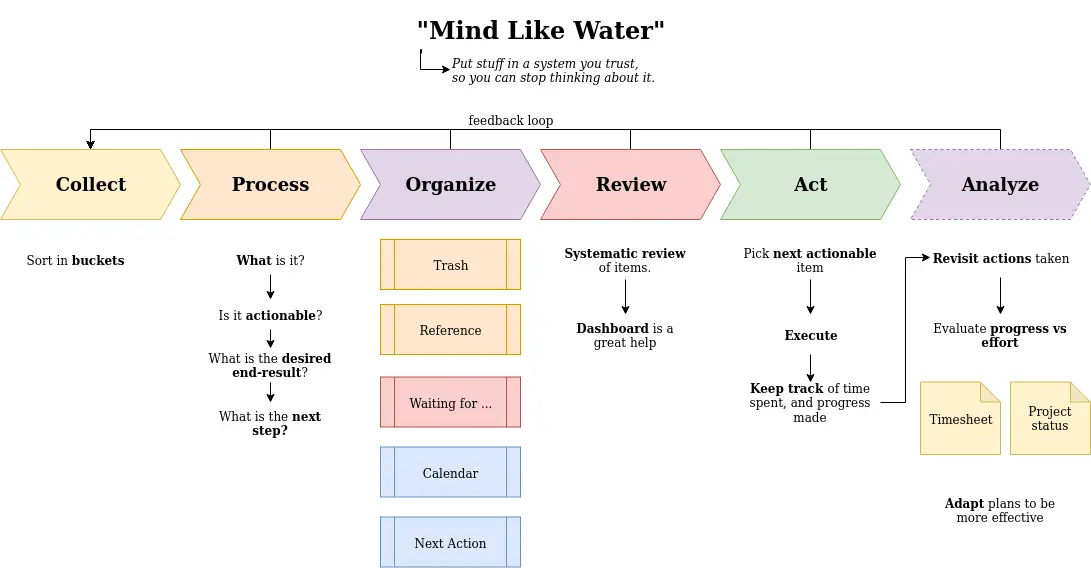 "Mind Like Water"
Put stuff in a system you trust,
so you can stop thinking about it.
feedback loop
Collect
Process
Organize
Review
Act
Analyze
Sort in buckets
What is it?
Is it actionable?
What is the desired
end-result?
What is the next
step?
Trash
Reference
Waiting for ...
Calendar
Next Action
Systematic review
of items.
Dashboard is a
great help
Pick next actionable
item
Execute
Keep track of time
spent, and progress
made
Revisit actions taken
Evaluate progress vs
effort
Timesheet
Project
status
Adapt plans to be
more effective